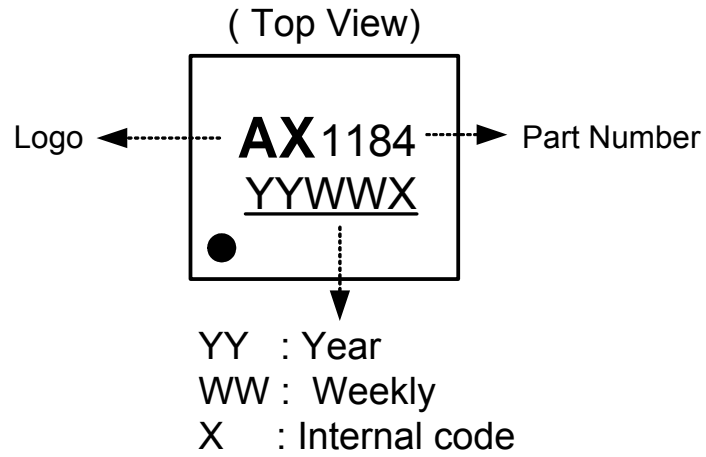 ( Top View)
Logo AX1184 Part Number
YYWWX
YY : Year
WW : Weekly
X : Internal code